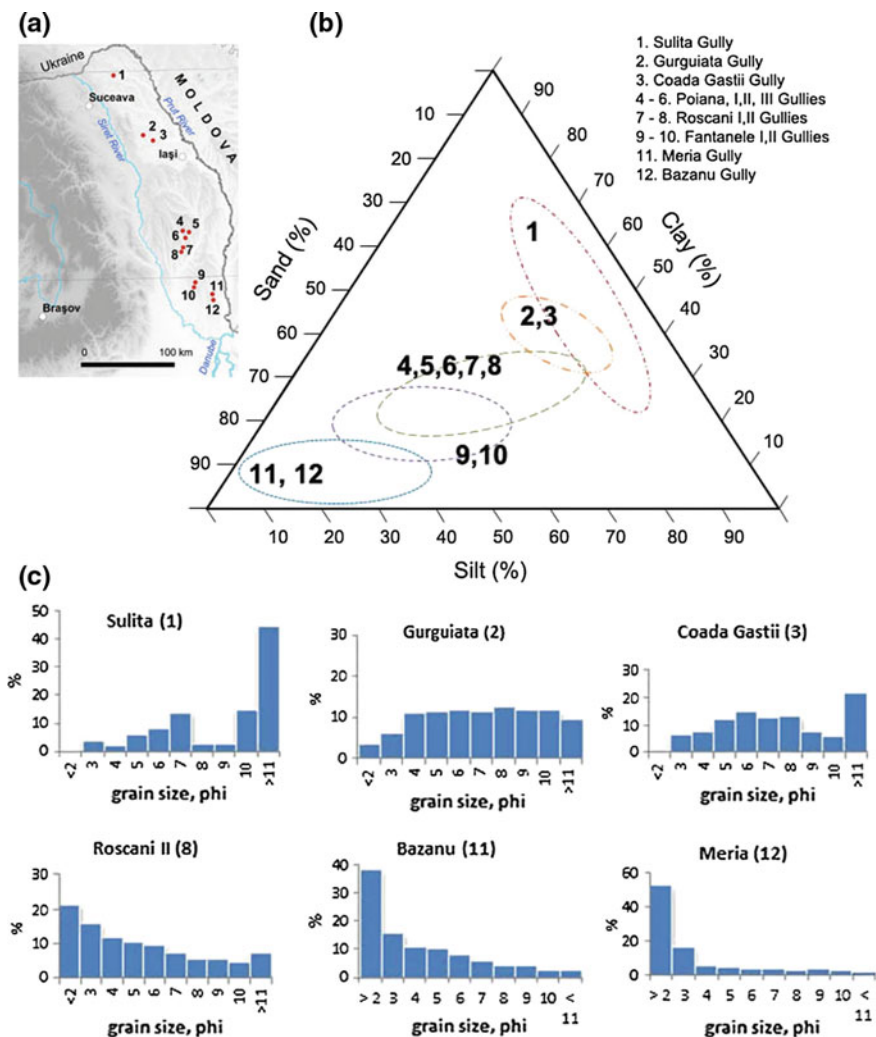 (a)
Ukraine
1
Suceava
MOLDOVA
Prut River
Siret River
2
3
Iaşi
4
5
6
7
8
9
10
11
12
Braşov
0 100 km
Danube
(b)
1. Sulita Gully
2. Gurguiata Gully
3. Coada Gastii Gully
4 - 6. Poiana, I,II, III Gullies
7 - 8. Roscani I,II Gullies
9 - 10. Fantanele I,II Gullies
11. Meria Gully
12. Bazanu Gully
Sand (%)
10
20
30
40
50
60
70
80
90
Clay (%)
90
80
70
60
50
40
30
20
10
1
2,3
4,5,6,7,8
9,10
11, 12
10 20 30 40 50 60 70 80 90
Silt (%)
(c)
Sulita (1)
%
50
40
30
20
10
0
<2 3 4 5 6 7 8 9 10 >11
grain size, phi
Gurguiata (2)
%
30
20
10
0
<2 3 4 5 6 7 8 9 10 >11
grain size, phi
Coada Gastii (3)
%
30
20
10
0
<2 3 4 5 6 7 8 9 10 >11
grain size, phi
Roscani II (8)
%
30
20
10
0
<2 3 4 5 6 7 8 9 10 >11
grain size, phi
Bazanu (11)
%
40
30
20
10
0
> 2 3 4 5 6 7 8 9 10 < 11
grain size, phi
Meria (12)
%
60
40
20
0
> 2 3 4 5 6 7 8 9 10 < 11
grain size, phi